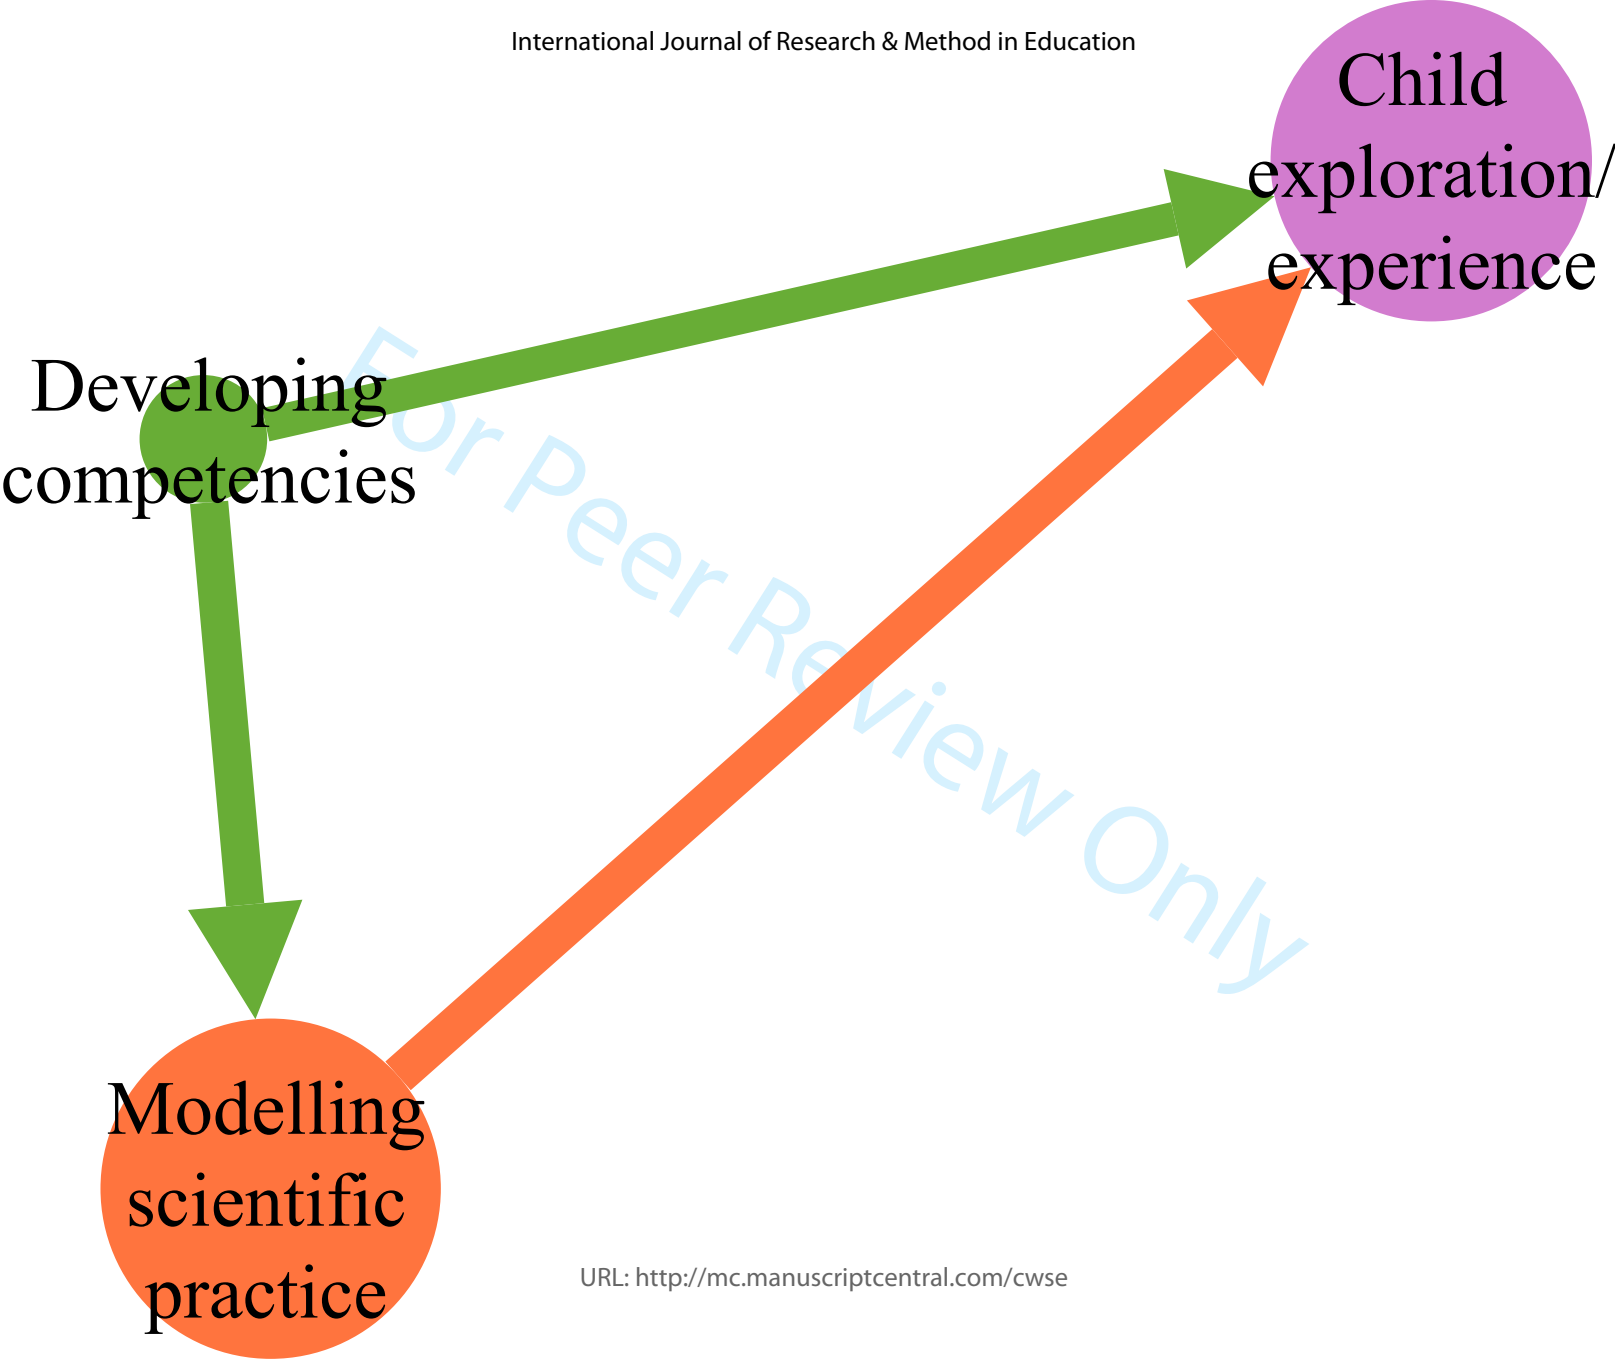 International Journal of Research & Method in Education
Child
exploration/
experience
Developing
competencies
For Peer Review Only
Modelling
scientific
practice
URL: http://mc.manuscriptcentral.com/cwse